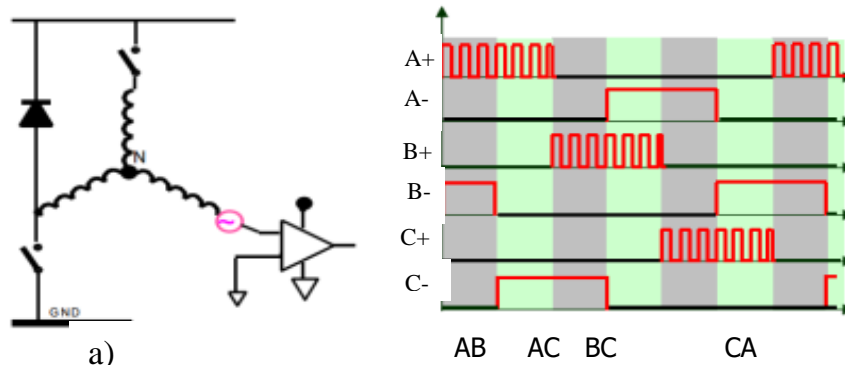 N
GND
a)
A+
A-
B+
B-
C+
C-
AB AC BC CA